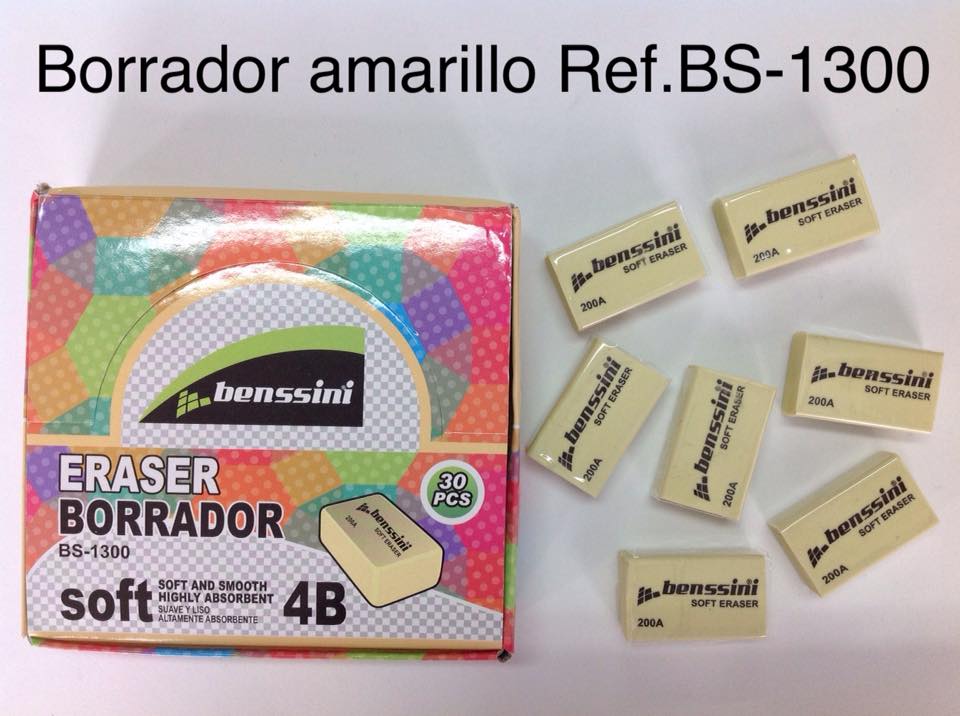 Borrador amarillo Ref.BS-1300
benssini
ERASER
BORRADOR
BS-1300
30
PCS
soft
SOFT AND SMOOTH
HIGHLY ABSORBENT
SUAVE Y LISO
ALTAMENTE ABSORBENTE
4B
benssini
SOFT ERASER
200A
benssini
SOFT ERASER
200A
benssini
SOFT ERASER
200A
benssini
SOFT ERASER
200A
benssini
SOFT ERASER
200A
benssini
SOFT ERASER
200A
benssini
SOFT ERASER
200A
benssini
SOFT ERASER
200A